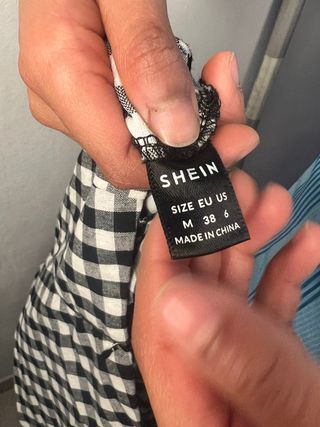 SHEIN
SIZE EU US
M 38 6
MADE IN CHINA